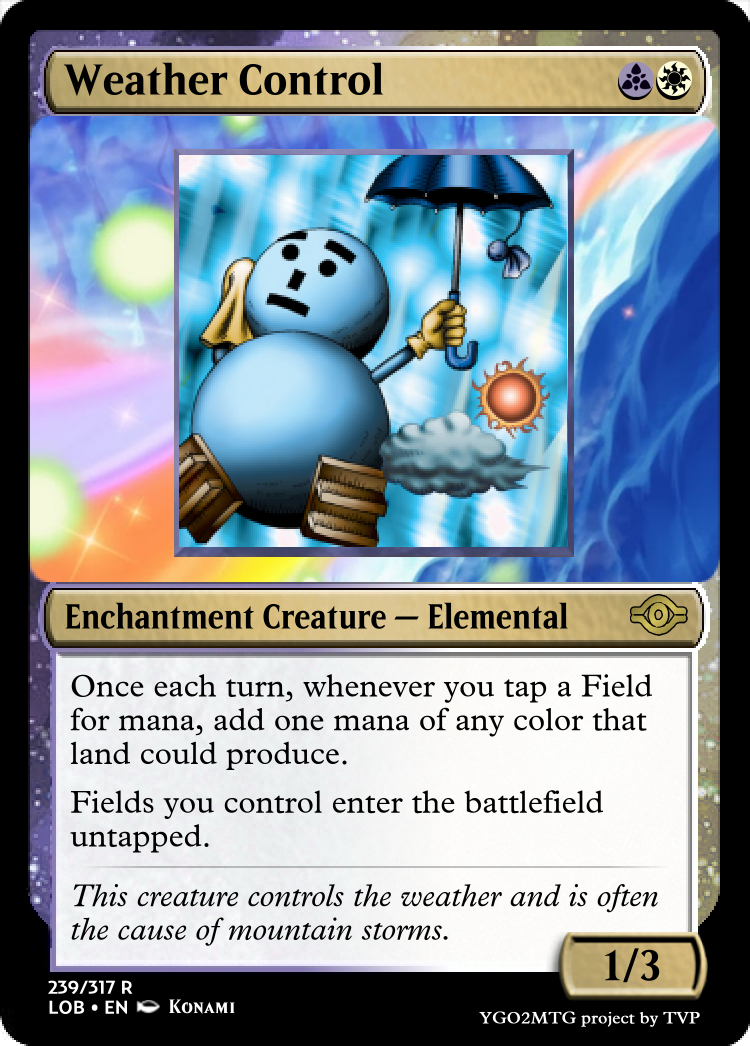 Weather Control
Enchantment Creature — Elemental
Once each turn, whenever you tap a Field
for mana, add one mana of any color that
land could produce.
Fields you control enter the battlefield
untapped.
This creature controls the weather and is often
the cause of mountain storms.
1/3
239/317 R
LOB • EN Konami
YGO2MTG project by TVP